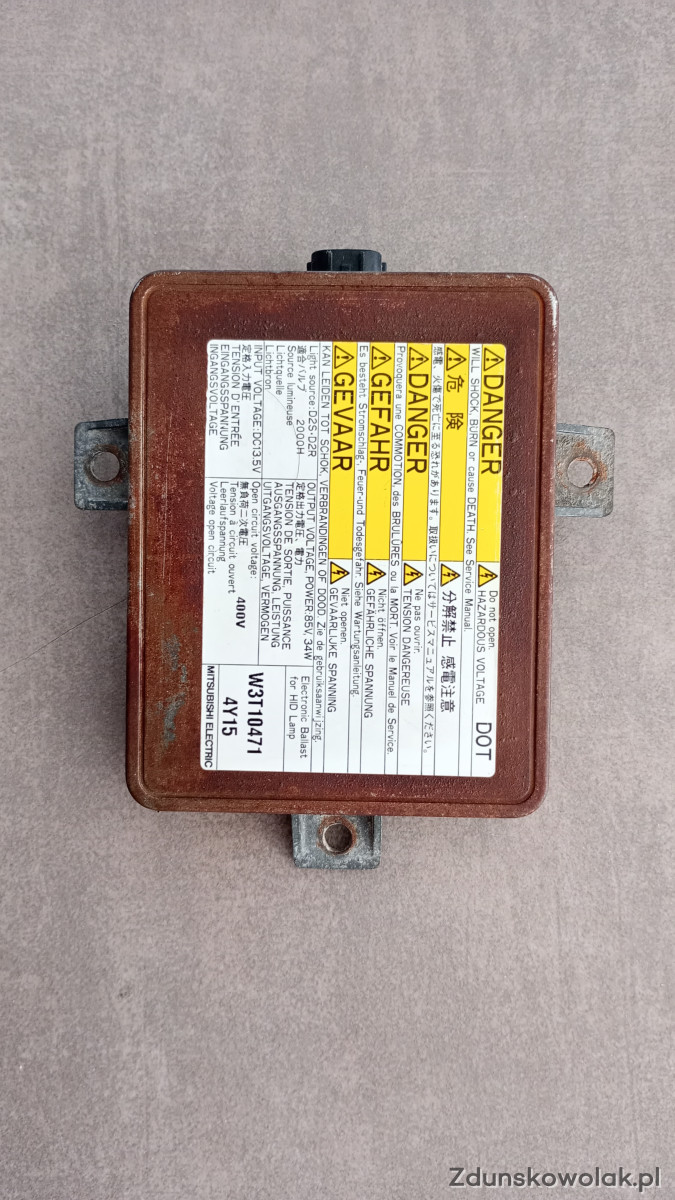 ⚠DANGER
⚡Do not open.
HAZARDOUS VOLTAGE
DOT
WILL SHOCK, BURN or cause DEATH. See Service Manual.
⚠危 険
⚡分解禁止 感電注意
感電、火傷で死亡に至る恐れがあります。取扱いについてはサービスマニュアルを参照ください。
⚠DANGER
⚡Ne pas ouvrir.
TENSION DANGEREUSE
Provoquera une COMMOTION, des BRULÛRES ou la MORT. Voir le Manuel de Service
⚠GEFAHR
⚡Nicht öffnen.
GEFÄHRLICHE SPANNUNG
Es besteht Stromschlag-, Feuer-und Todesgefahr. Siehe Wartungsanleitung.
⚠GEVAAR
⚡Niet openen.
GEVAARLIJKE SPANNING
KAN LEIDEN TOT SCHOK, VERBRANDINGEN OF DOOD. Zie de gebruiksaanwijzing.
Light source:D2S・D2R
適合バルブ 2000H
Source lumineuse
Lichtquelle
Lichtbron
OUTPUT VOLTAGE, POWER:85V, 34W
定格出力電圧、電力
TENSION DE SORTIE, PUISSANCE
AUSGANGSSPANNUNG, LEISTUNG
UITGANGSVOLTAGE, VERMOGEN
Electronic Ballast
for HID Lamp
INPUT VOLTAGE:DC13.5V
定格入力電圧
TENSION D'ENTRÉE
EINGANGSSPANNUNG
INGANGSVOLTAGE
Open circuit voltage:
無負荷二次電圧 400V
Tension à circuit ouvert
Leerlaufspannung
Voltage open circuit
W3T10471
4Y15
MITSUBISHI ELECTRIC
Zdunskowolak.pl